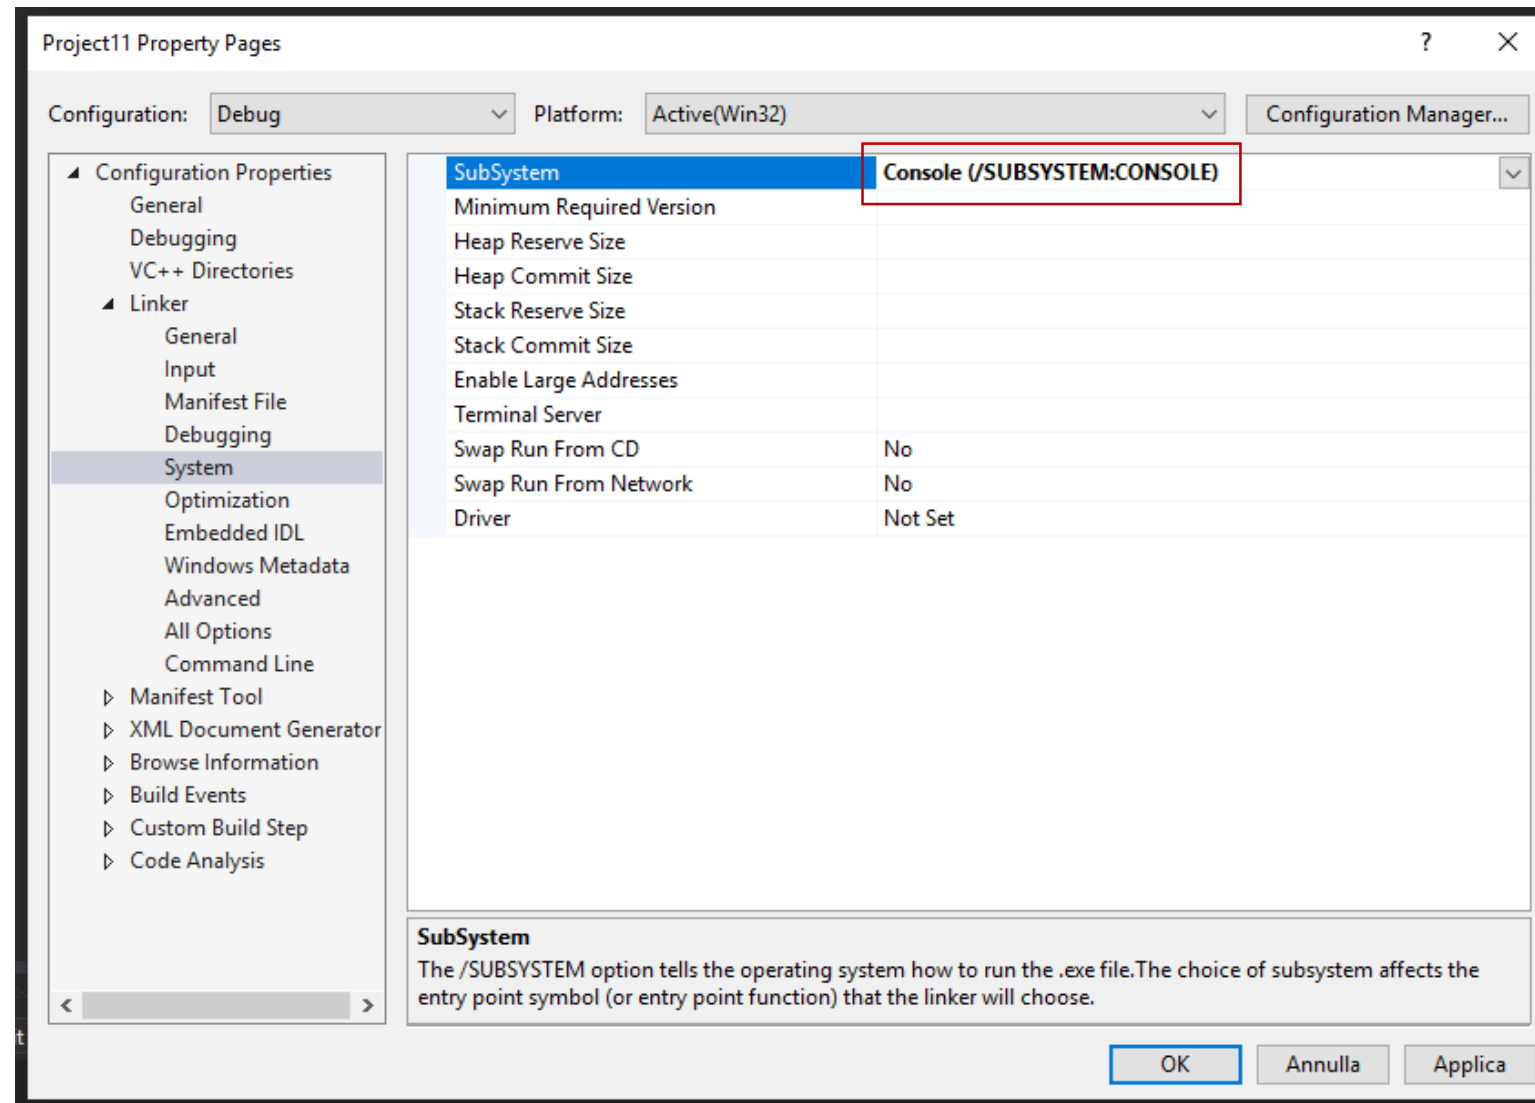 Project11 Property Pages
?
Configuration: Debug Platform: Active(Win32) Configuration Manager...
Configuration Properties
General
Debugging
VC++ Directories
Linker
General
Input
Manifest File
Debugging
System
Optimization
Embedded IDL
Windows Metadata
Advanced
All Options
Command Line
Manifest Tool
XML Document Generator
Browse Information
Build Events
Custom Build Step
Code Analysis
SubSystem Console (/SUBSYSTEM:CONSOLE)
Minimum Required Version
Heap Reserve Size
Heap Commit Size
Stack Reserve Size
Stack Commit Size
Enable Large Addresses
Terminal Server
Swap Run From CD No
Swap Run From Network No
Driver Not Set
SubSystem
The /SUBSYSTEM option tells the operating system how to run the .exe file.The choice of subsystem affects the
entry point symbol (or entry point function) that the linker will choose.
OK Annulla Applica